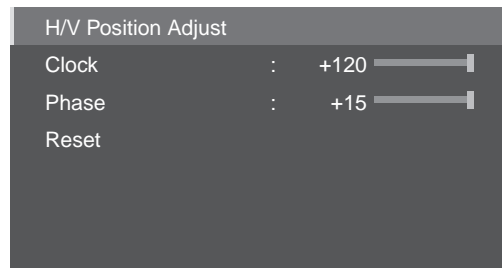 H/V Position Adjust
Clock : +120
Phase : +15
Reset